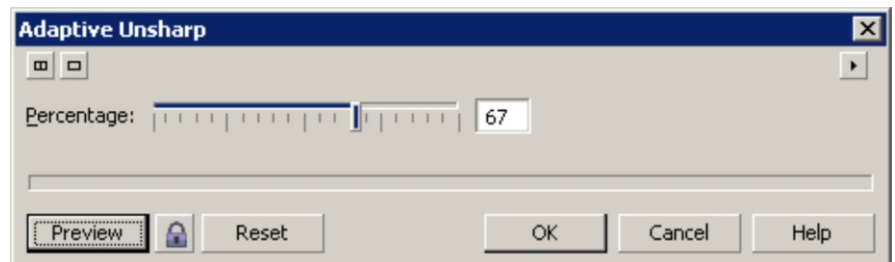 Adaptive Unsharp
Percentage: 67
Preview Reset OK Cancel Help